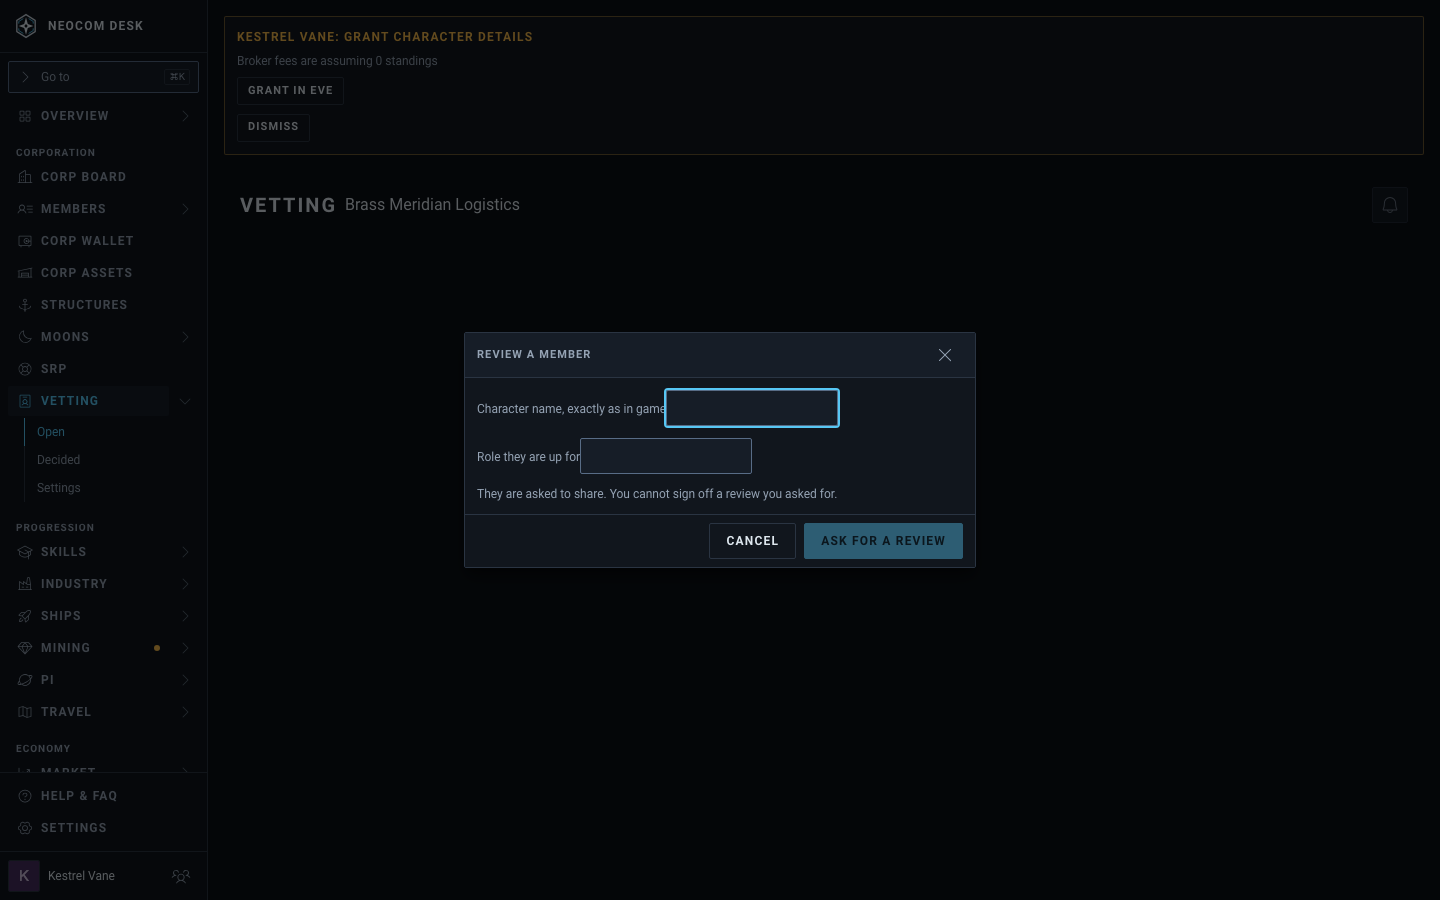 NEOCOM DESK
Go to ⌘K
OVERVIEW
CORPORATION
CORP BOARD
MEMBERS
CORP WALLET
CORP ASSETS
STRUCTURES
MOONS
SRP
VETTING
Open
Decided
Settings
PROGRESSION
SKILLS
INDUSTRY
SHIPS
MINING
PI
TRAVEL
ECONOMY
MARKET
HELP & FAQ
SETTINGS
K Kestrel Vane
KESTREL VANE: GRANT CHARACTER DETAILS
Broker fees are assuming 0 standings
GRANT IN EVE
DISMISS
VETTING Brass Meridian Logistics
REVIEW A MEMBER
Character name, exactly as in game
Role they are up for
They are asked to share. You cannot sign off a review you asked for.
CANCEL ASK FOR A REVIEW